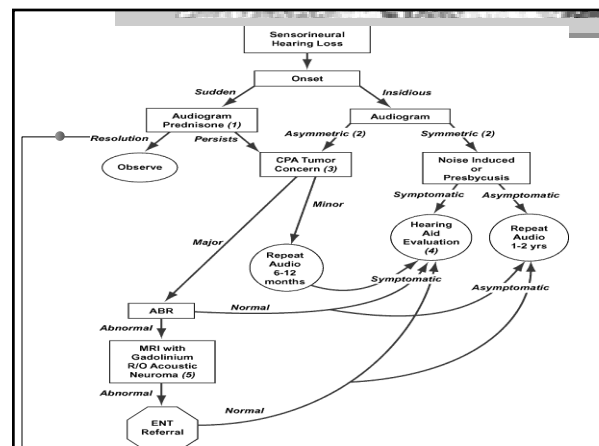 Sensorineural
Hearing Loss
Onset
Sudden
Insidious
Audiogram
Prednisone (1)
Audiogram
Resolution
Persists
Asymmetric (2)
Symmetric (2)
Observe
CPA Tumor
Concern (3)
Noise Induced
or
Presbycusis
Symptomatic
Asymptomatic
Minor
Major
Hearing
Aid
Evaluation
(4)
Repeat
Audio
1-2 yrs
Repeat
Audio
6-12
months
Symptomatic
Asymptomatic
ABR
Normal
Abnormal
MRI with
Gadolinium
R/O Acoustic
Neuroma (5)
Abnormal
Normal
ENT
Referral